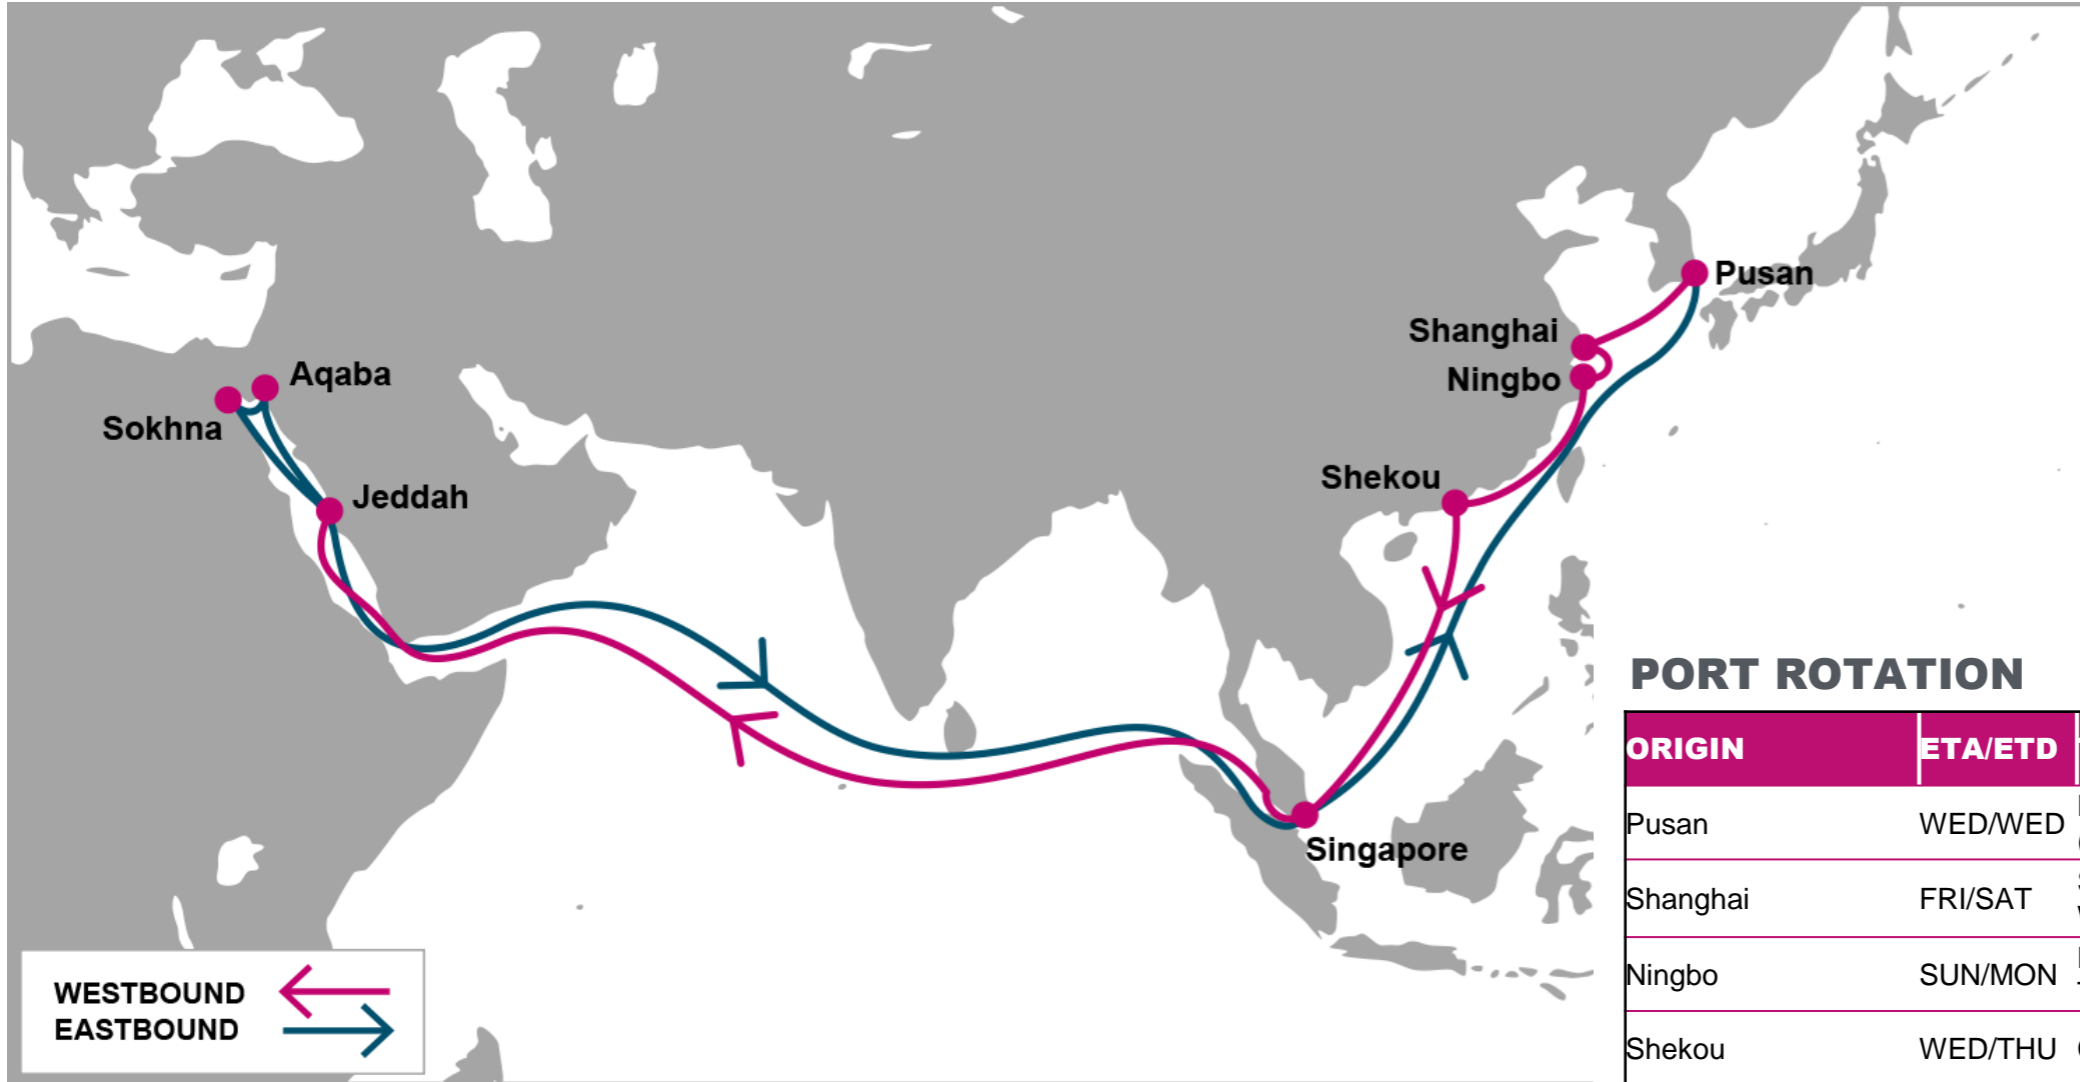 Pusan
Shanghai
Ningbo
Aqaba
Sokhna
Shekou
Jeddah
Singapore
WESTBOUND
EASTBOUND
PORT ROTATION
ORIGIN ETA/ETD
Pusan WED/WED
Shanghai FRI/SAT
Ningbo SUN/MON
Shekou WED/THU